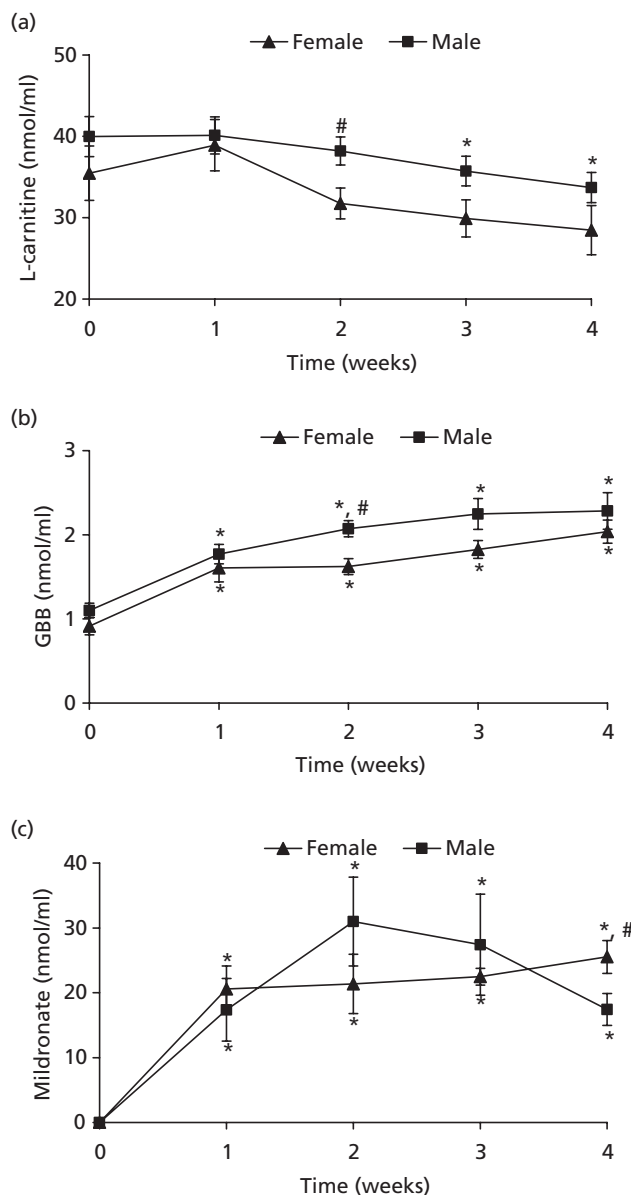 (a)
Female Male
50
40
30
20
L-carnitine (nmol/ml)
#
*
*
0 1 2 3 4
Time (weeks)
(b)
Female Male
3
2
1
0
GBB (nmol/ml)
*
*, #
*
*
*
*
*
*
0 1 2 3 4
Time (weeks)
(c)
Female Male
40
30
20
10
0
Mildronate (nmol/ml)
*
*
*
*, #
*
*
*
*
0 1 2 3 4
Time (weeks)